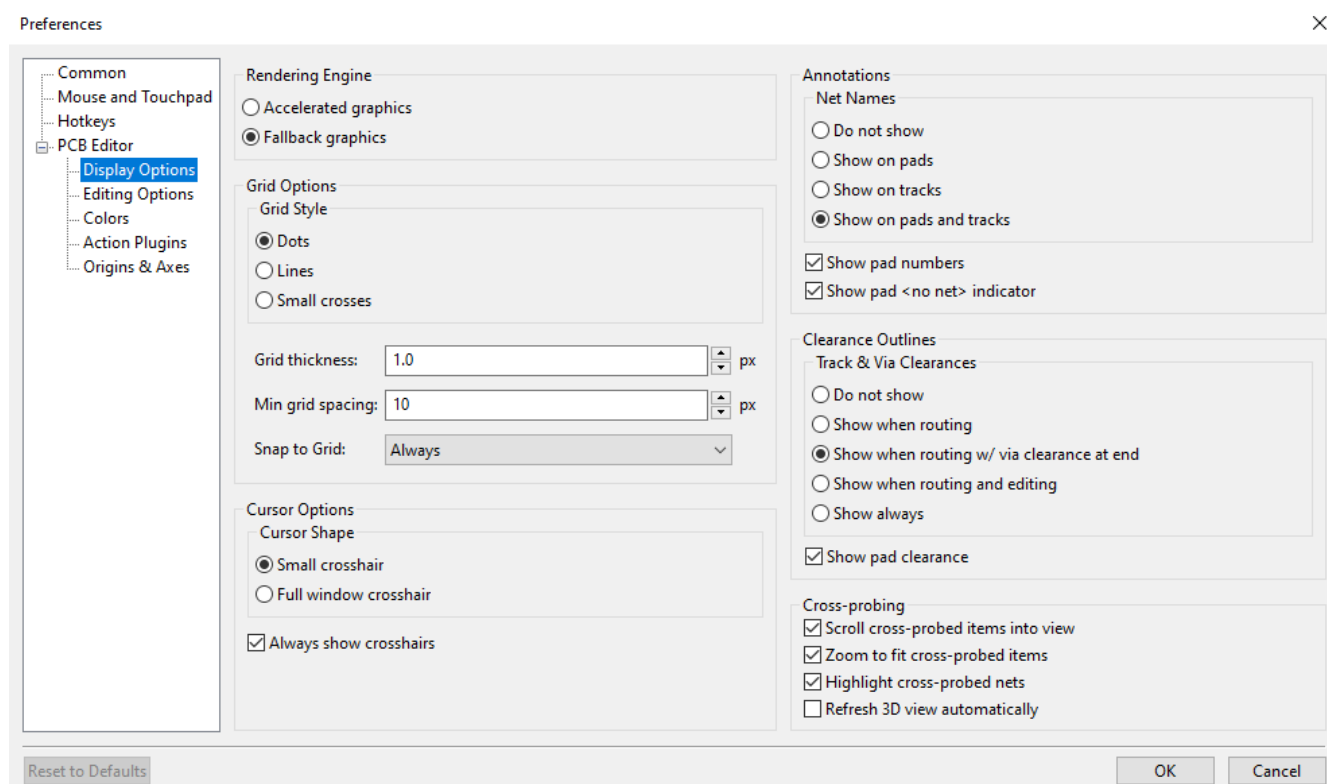 Preferences
Common
Mouse and Touchpad
Hotkeys
PCB Editor
Display Options
Editing Options
Colors
Action Plugins
Origins & Axes
Rendering Engine
Accelerated graphics
Fallback graphics
Grid Options
Grid Style
Dots
Lines
Small crosses
Grid thickness: 1.0 px
Min grid spacing: 10 px
Snap to Grid: Always
Cursor Options
Cursor Shape
Small crosshair
Full window crosshair
Always show crosshairs
Annotations
Net Names
Do not show
Show on pads
Show on tracks
Show on pads and tracks
Show pad numbers
Show pad <no net> indicator
Clearance Outlines
Track & Via Clearances
Do not show
Show when routing
Show when routing w/ via clearance at end
Show when routing and editing
Show always
Show pad clearance
Cross-probing
Scroll cross-probed items into view
Zoom to fit cross-probed items
Highlight cross-probed nets
Refresh 3D view automatically
Reset to Defaults
OK
Cancel